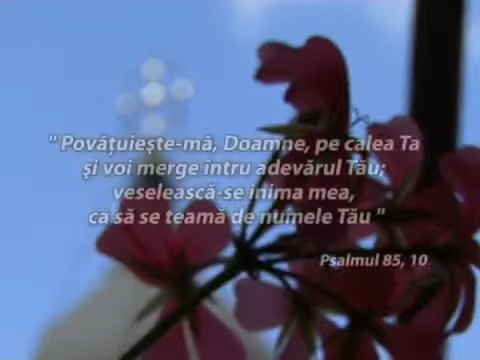 " Povățuiește-mă, Doamne, pe calea Ta
și voi merge intru adevărul Tău;
veselească-se inima mea,
ca să se teamă de numele Tău "
Psalmul 85, 10